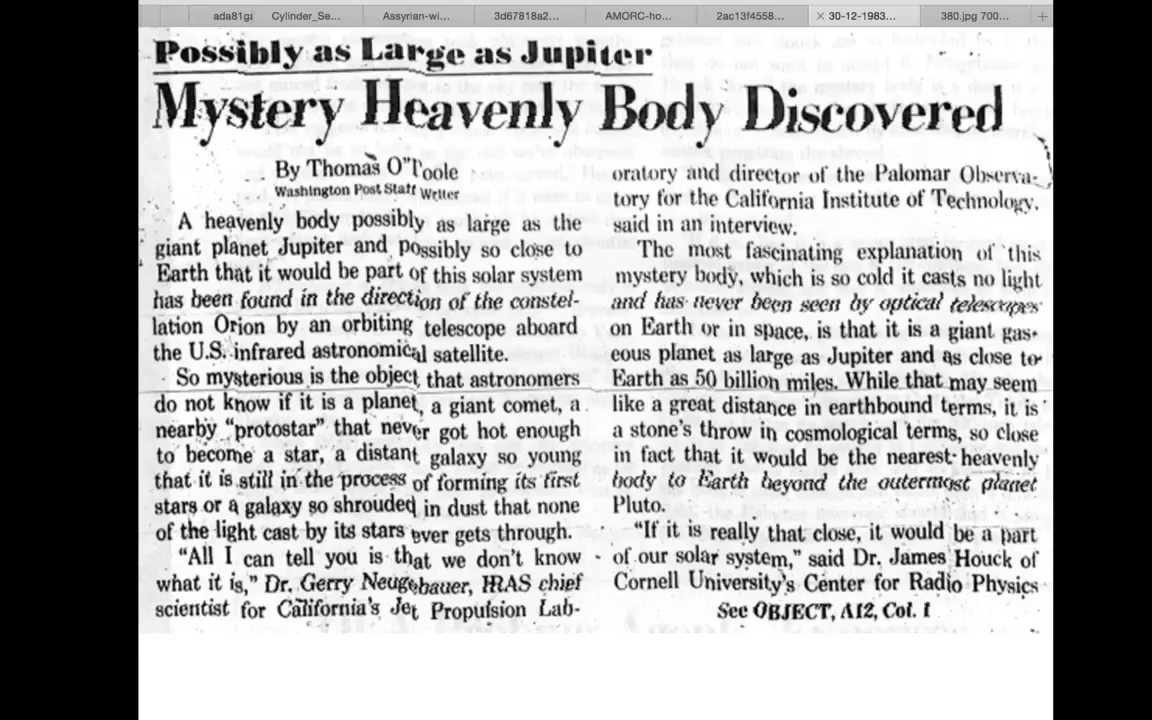 ada81ga
Cylinder_Se...
Assyrian-wi...
3d67818a2...
AMORC-ho...
2ac13f4558...
× 30-12-1983...
380.jpg 700...
+
Possibly as Large as Jupiter
Mystery Heavenly Body Discovered
By Thomas O"Toole
Washington Post Staff Writer
A heavenly body possibly as large as the
giant planet Jupiter and possibly so close to
Earth that it would be part of this solar system
has been found in the direction of the constel-
lation Orion by an orbiting telescope aboard
the U.S. infrared astronomical satellite.
So mysterious is the object that astronomers
do not know if it is a planet, a giant comet, a
nearby "protostar" that never got hot enough
to become a star, a distant galaxy so young
that it is still in the process of forming its first
stars or a galaxy so shrouded in dust that none
of the light cast by its stars ever gets through.
"All I can tell you is that we don't know
what it is," Dr. Gerry Neugebauer, IRAS chief
scientist for California's Jet Propulsion Lab-
oratory and director of the Palomar Observa-
tory for the California Institute of Technology,
said in an interview.
The most fascinating explanation of this
mystery body, which is so cold it casts no light
and has never been seen by optical telescopes
on Earth or in space, is that it is a giant gas-
eous planet as large as Jupiter and as close to
Earth as 50 billion miles. While that may seem
like a great distance in earthbound terms, it is
a stone's throw in cosmological terms, so close
in fact that it would be the nearest heavenly
body to Earth beyond the outermost planet
Pluto.
"If it is really that close, it would be a part
of our solar system," said Dr. James Houck of
Cornell University's Center for Radio Physics
See OBJECT, A12, Col. 1